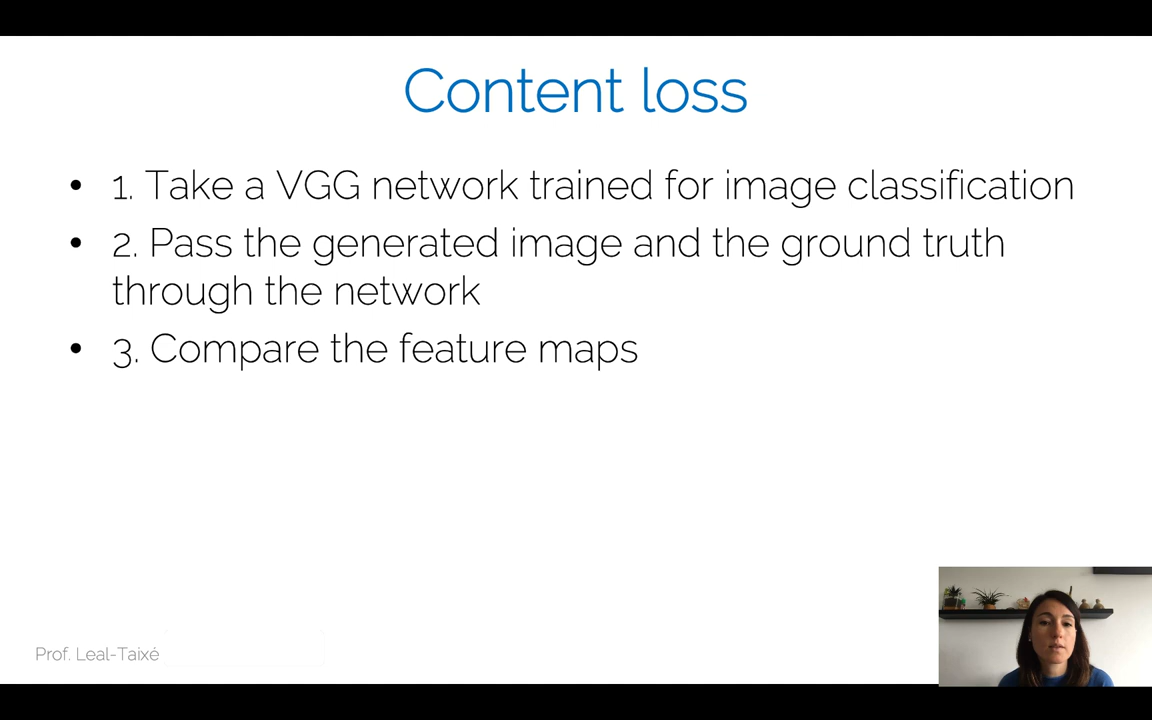 Content loss
• 1. Take a VGG network trained for image classification
• 2. Pass the generated image and the ground truth
through the network
• 3. Compare the feature maps
Prof. Leal-Taixé